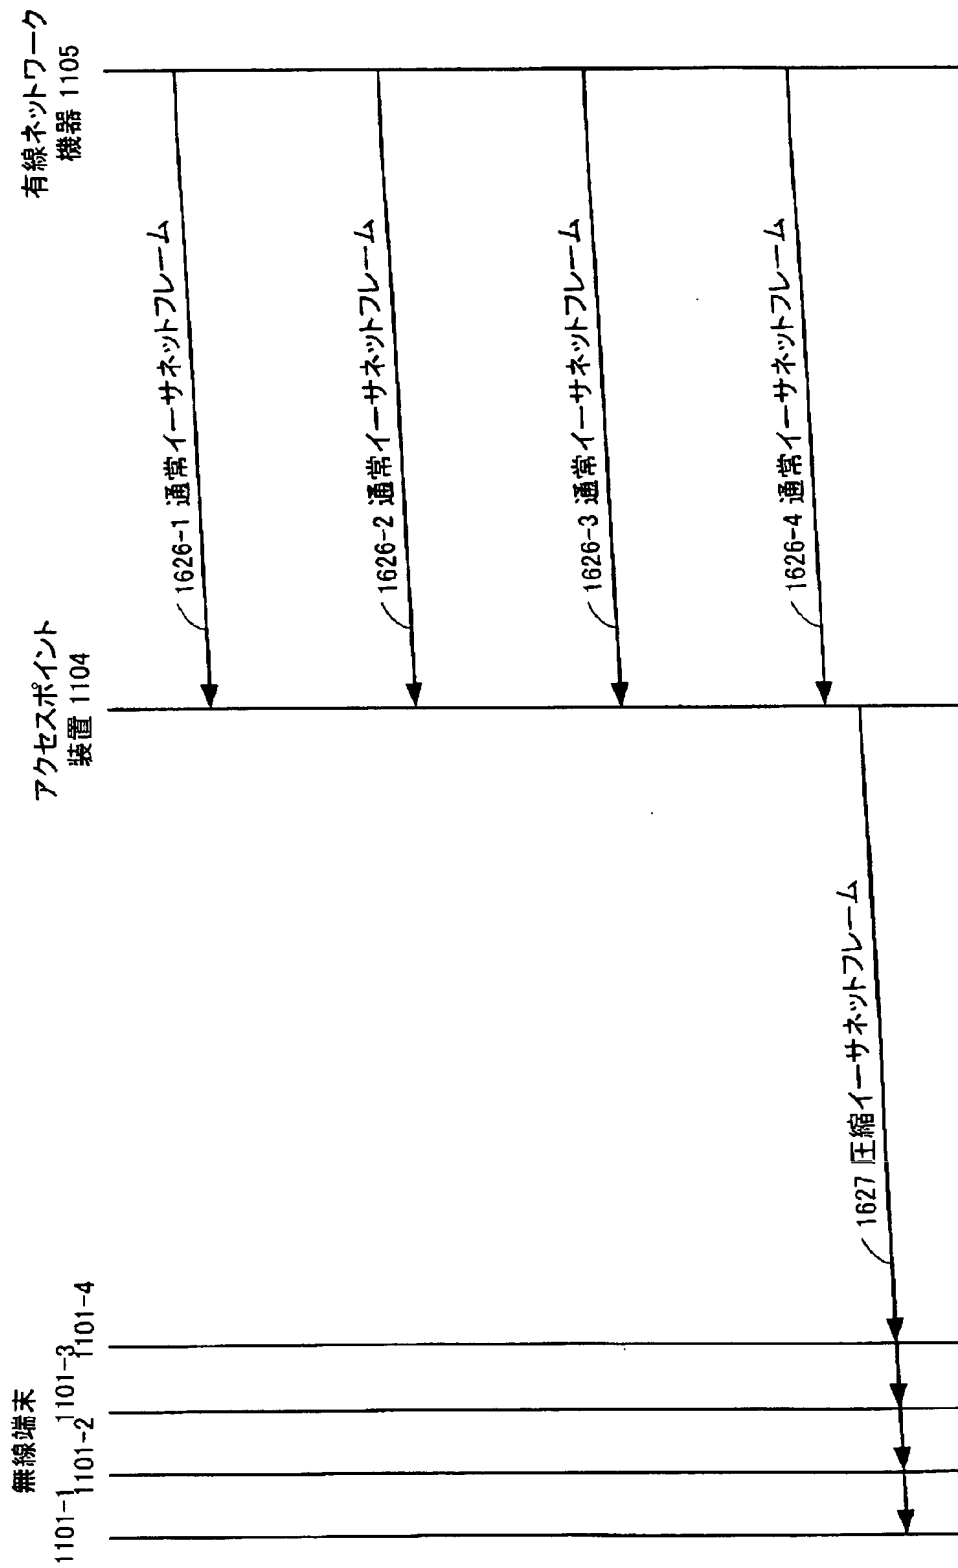 無線端末
1101-1
1101-2
1101-3
1101-4
アクセスポイント
装置 1104
有線ネットワーク
機器 1105
1626-1 通常イーサネットフレーム
1626-2 通常イーサネットフレーム
1626-3 通常イーサネットフレーム
1626-4 通常イーサネットフレーム
1627 圧縮イーサネットフレーム